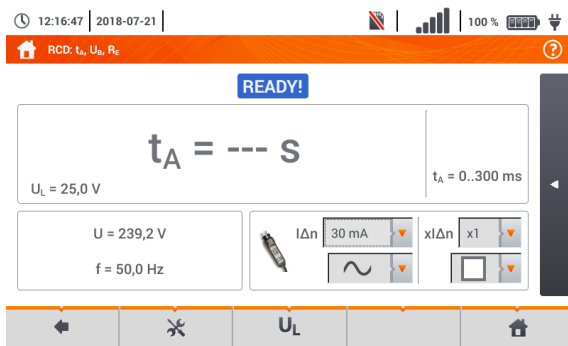 12:16:47 2018-07-21 100 %
RCD: tA, UB, RE ?
READY!
tA = --- s
UL = 25,0 V
tA = 0..300 ms
U = 239,2 V
f = 50,0 Hz
IΔn 30 mA xIΔn x1
UL